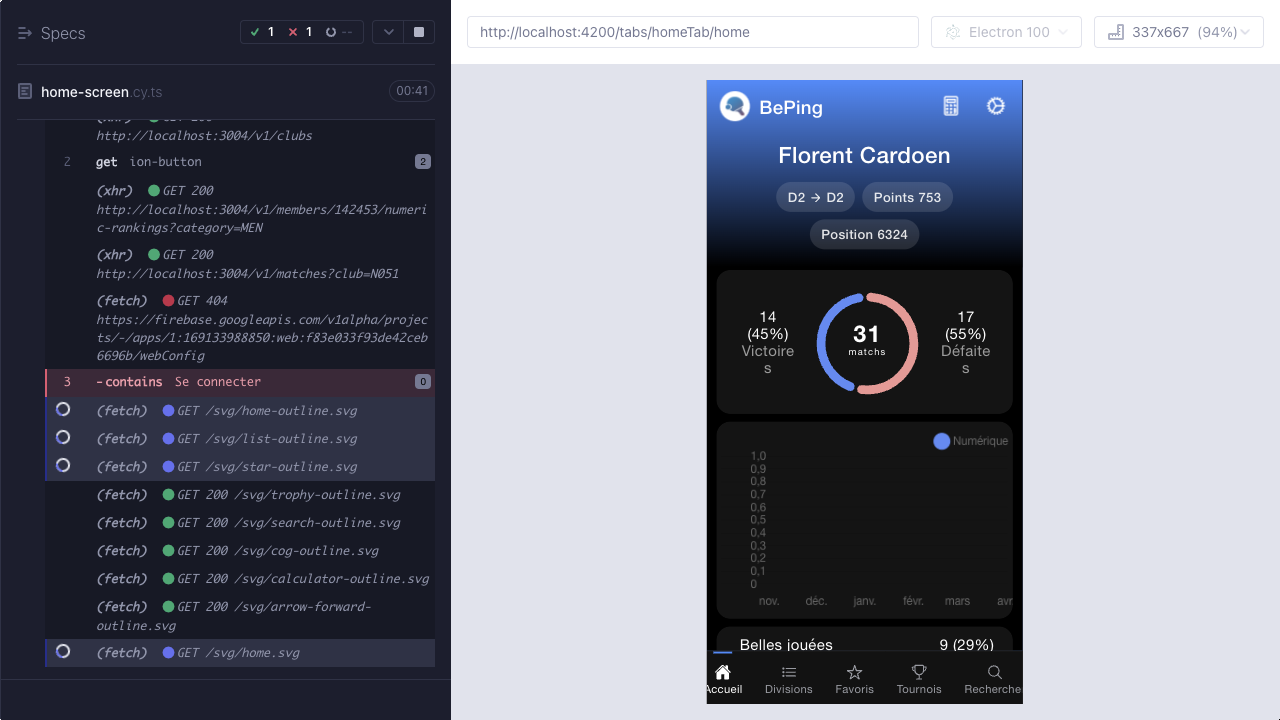 Specs
1
1
--
home-screen.cy.ts
00:41
http://localhost:3004/v1/clubs
2 get ion-button 2
(xhr) GET 200
http://localhost:3004/v1/members/142453/numeri
c-rankings?category=MEN
(xhr) GET 200
http://localhost:3004/v1/matches?club=N051
(fetch) GET 404
https://firebase.googleapis.com/v1alpha/projec
ts/-/apps/1:169133988850:web:f83e033f93de42ceb
6696b/webConfig
3 -contains Se connecter 0
(fetch) GET /svg/home-outline.svg
(fetch) GET /svg/list-outline.svg
(fetch) GET /svg/star-outline.svg
(fetch) GET 200 /svg/trophy-outline.svg
(fetch) GET 200 /svg/search-outline.svg
(fetch) GET 200 /svg/cog-outline.svg
(fetch) GET 200 /svg/calculator-outline.svg
(fetch) GET 200 /svg/arrow-forward-
outline.svg
(fetch) GET /svg/home.svg
http://localhost:4200/tabs/homeTab/home
Electron 100
337x667 (94%)
BePing
Florent Cardoen
D2 → D2
Points 753
Position 6324
14
(45%)
Victoire
s
31
matchs
17
(55%)
Défaite
s
Numérique
1,0
0,9
0,8
0,7
0,6
0,5
0,4
0,3
0,2
0,1
0
nov. déc. janv. févr. mars avr
Belles jouées 9 (29%)
Accueil
Divisions
Favoris
Tournois
Recherche